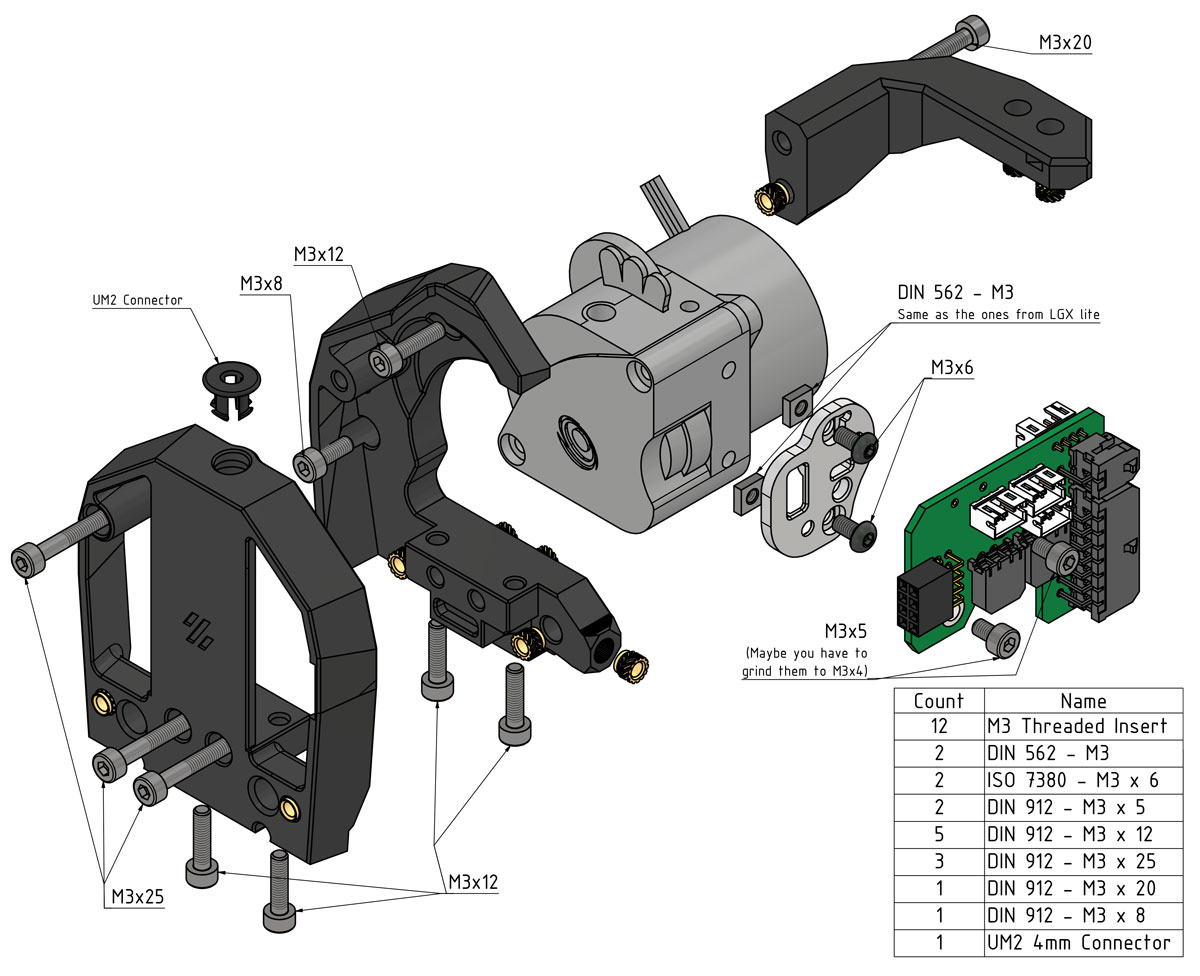 M3x20
M3x12
M3x8
UM2 Connector
DIN 562 - M3
Same as the ones from LGX lite
M3x6
M3x5
(Maybe you have to
grind them to M3x4)
M3x25
M3x12
Count Name
12 M3 Threaded Insert
2 DIN 562 - M3
2 ISO 7380 - M3 x 6
2 DIN 912 - M3 x 5
5 DIN 912 - M3 x 12
3 DIN 912 - M3 x 25
1 DIN 912 - M3 x 20
1 DIN 912 - M3 x 8
1 UM2 4mm Connector